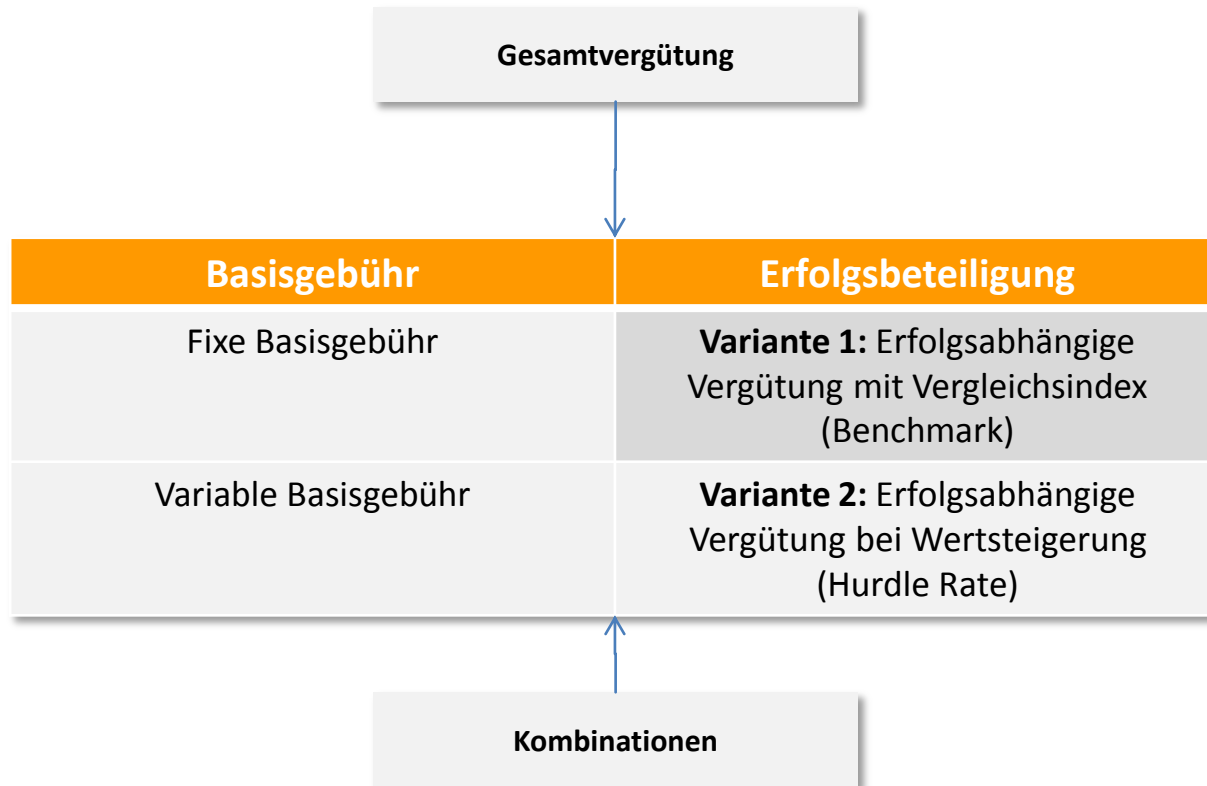 Gesamtvergütung
Basisgebühr
Erfolgsbeteiligung
Fixe Basisgebühr
Variante 1: Erfolgsabhängige
Vergütung mit Vergleichsindex
(Benchmark)
Variable Basisgebühr
Variante 2: Erfolgsabhängige
Vergütung bei Wertsteigerung
(Hurdle Rate)
Kombinationen